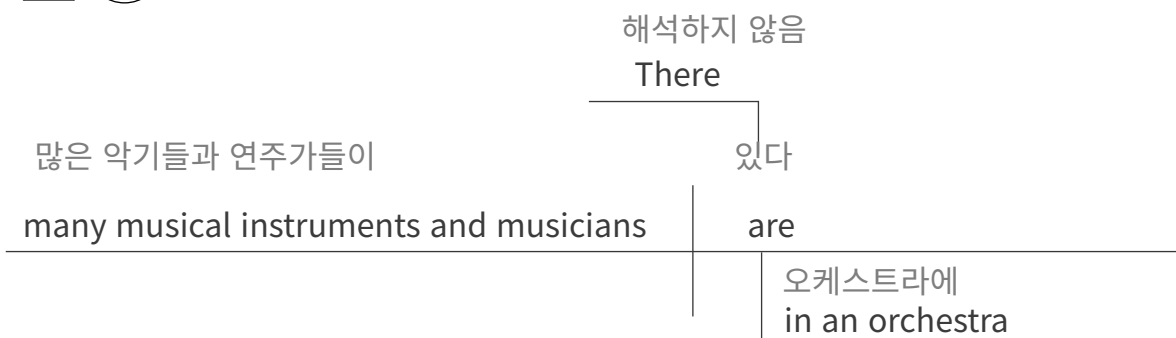 해석하지 않음
There
많은 악기들과 연주가들이 있다
many musical instruments and musicians are
오케스트라에
in an orchestra